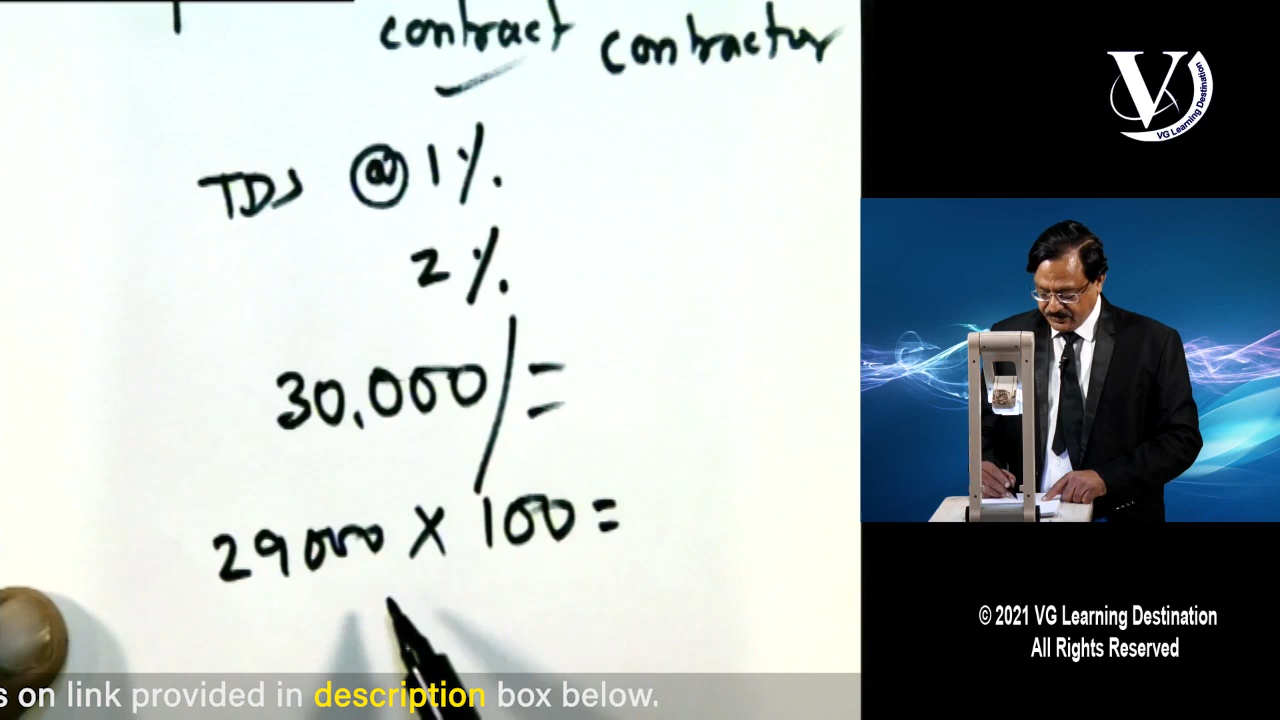 contract contractor
TDS @ 1%.
2%.
30,000/=
29000 X 100 =
V
VG Learning Destination
© 2021 VG Learning Destination
All Rights Reserved
s on link provided in description box below.